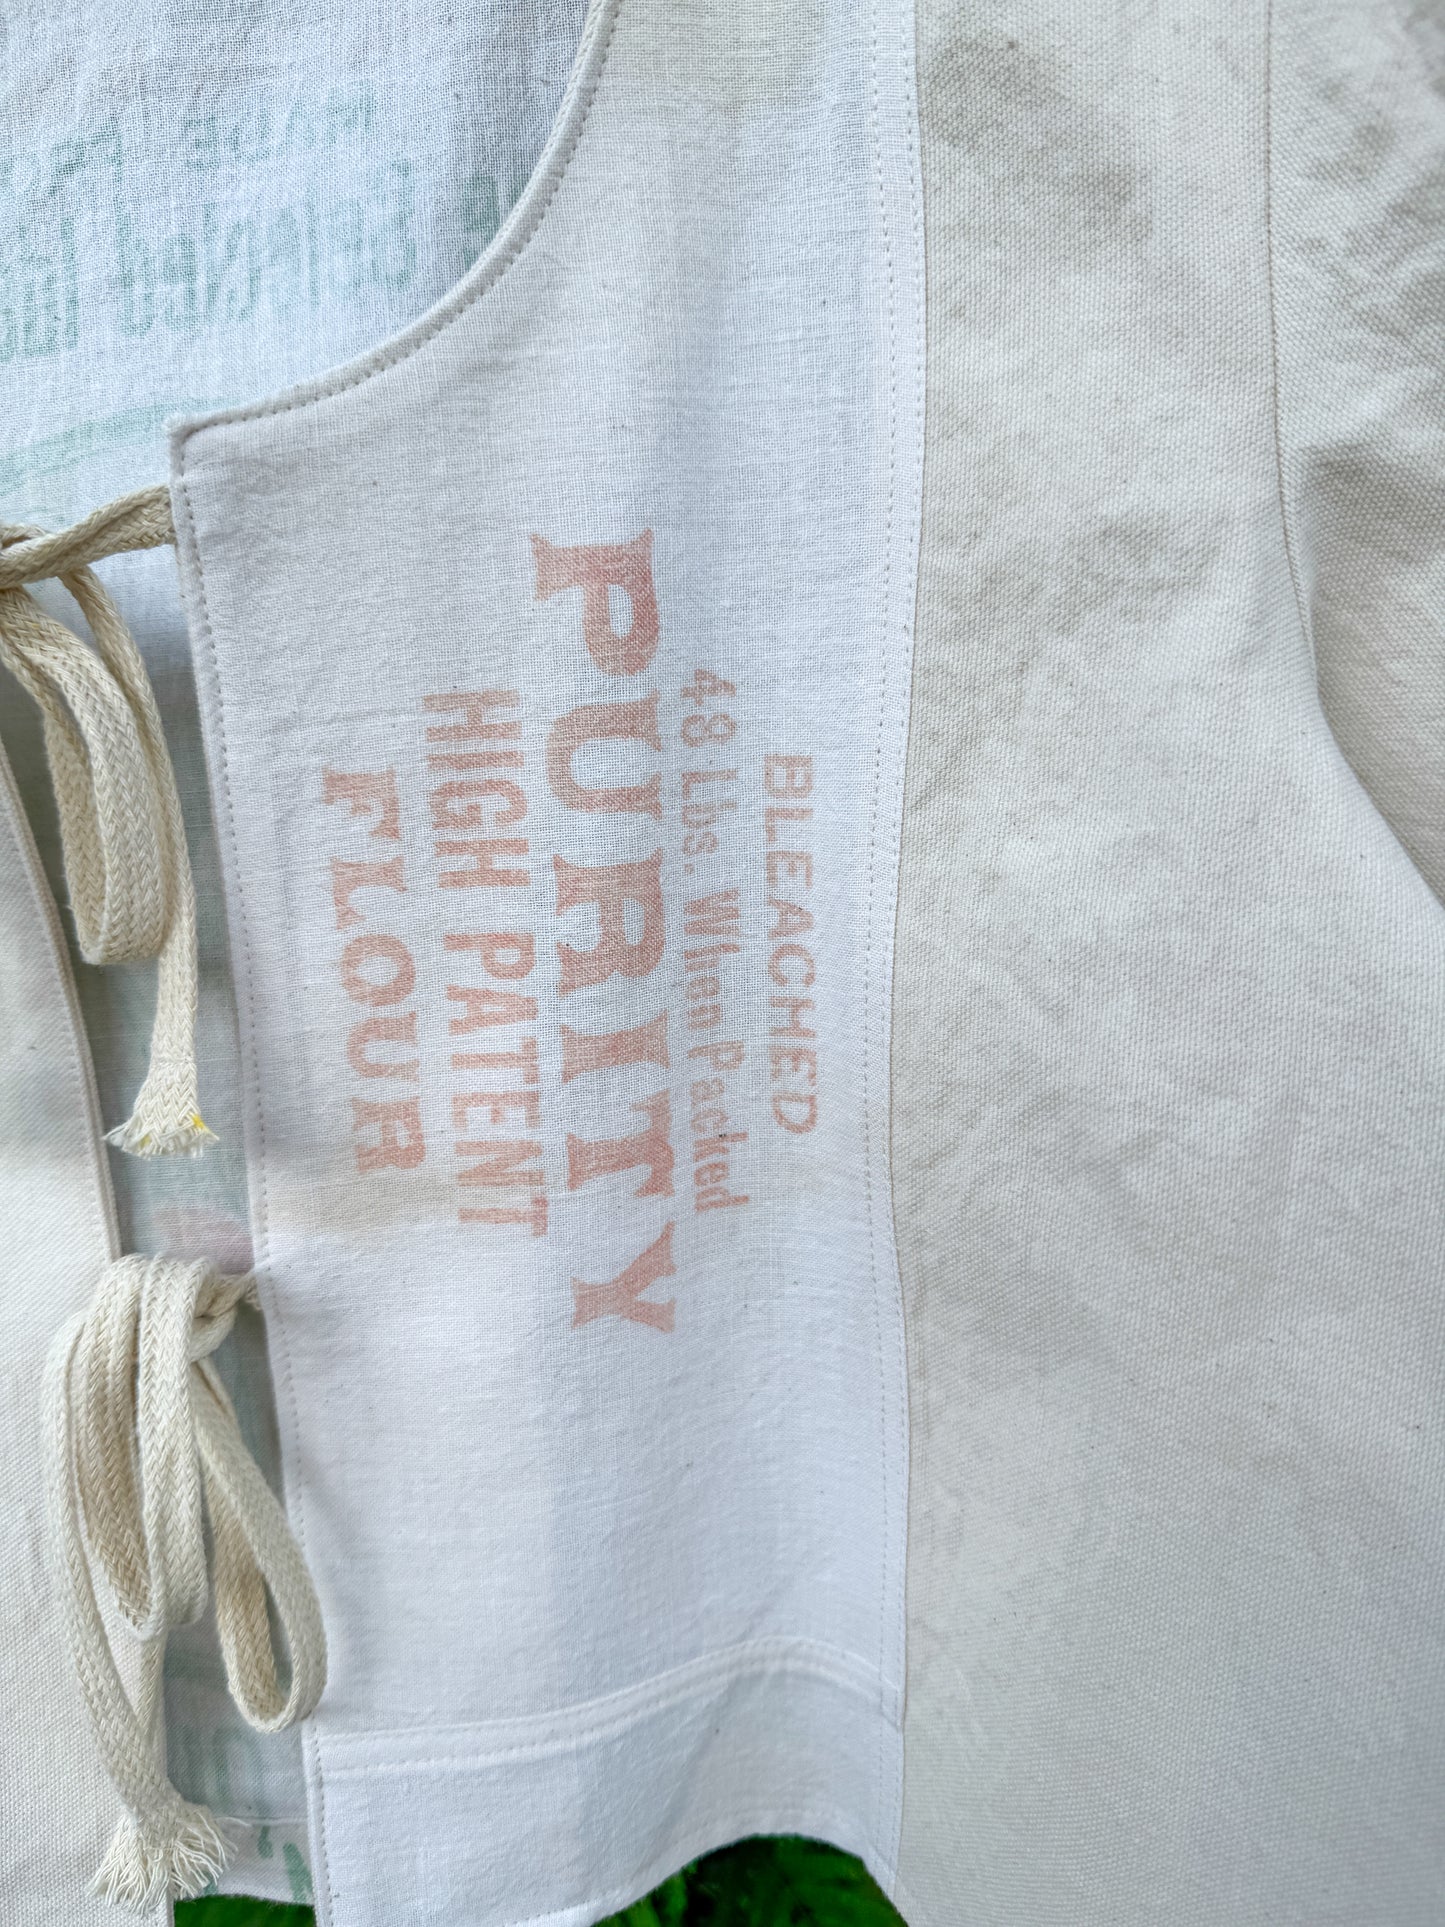 BLEACHED
48 Lbs. When Packed
PURITY
HIGH PATENT
FLOUR